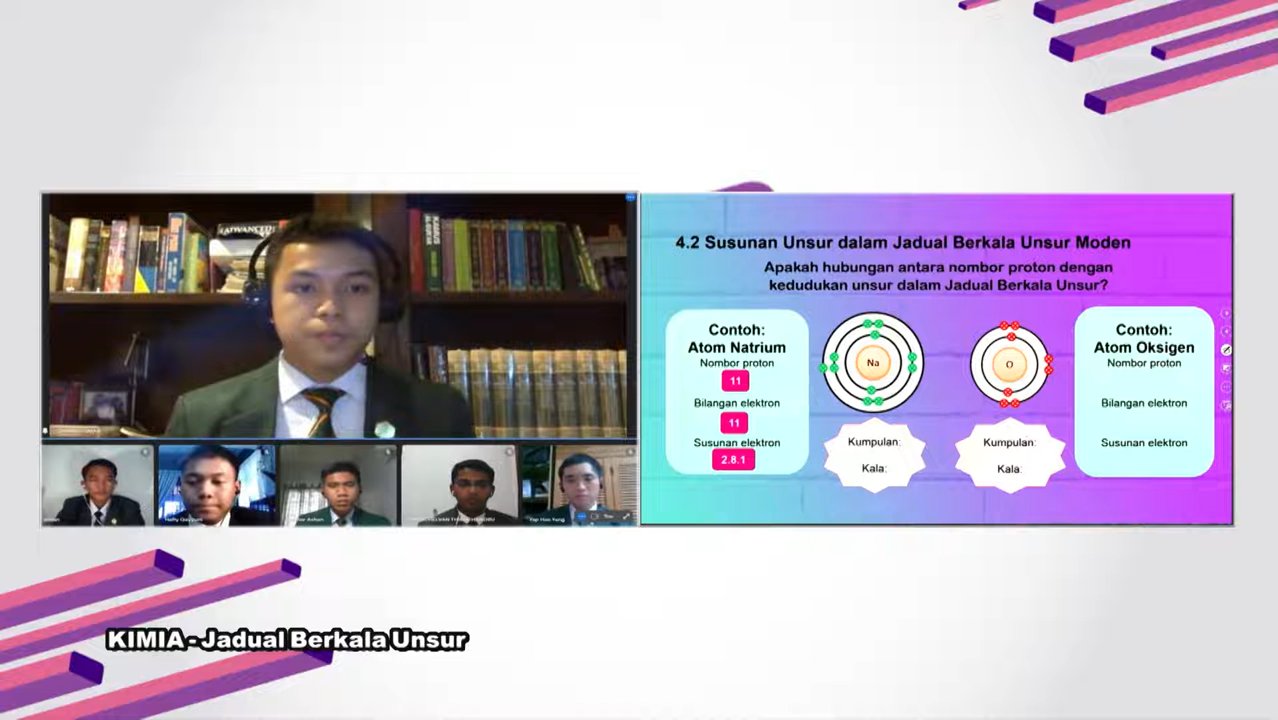 ADVANCED
4.2 Susunan Unsur dalam Jadual Berkala Unsur Moden
Apakah hubungan antara nombor proton dengan
kedudukan unsur dalam Jadual Berkala Unsur?
Contoh:
Atom Natrium
Nombor proton
11
Bilangan elektron
11
Susunan elektron
2.8.1
Na
Kumpulan:
Kala:
O
Kumpulan:
Kala:
Contoh:
Atom Oksigen
Nombor proton
Bilangan elektron
Susunan elektron
KIMIA - Jadual Berkala Unsur